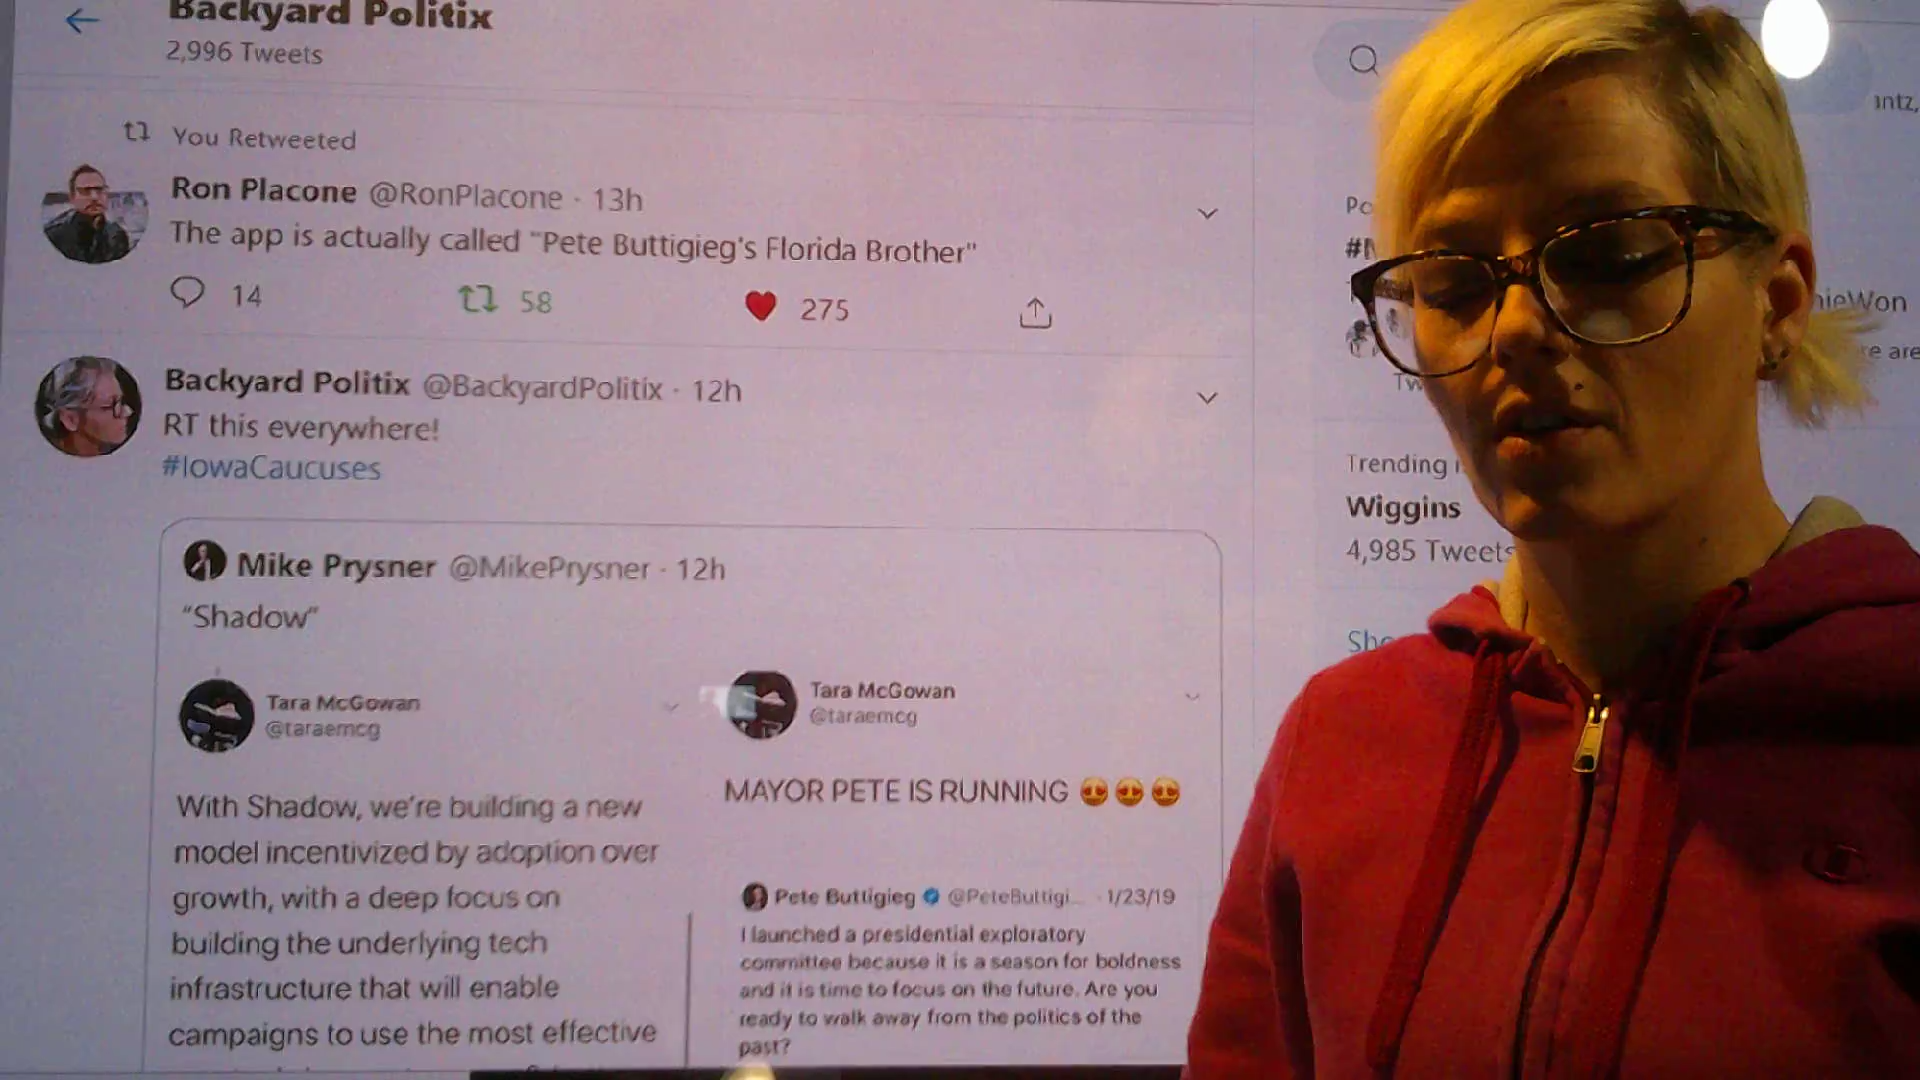 Backyard Politix
2,996 Tweets
You Retweeted
Ron Placone @RonPlacone · 13h
The app is actually called "Pete Buttigieg's Florida Brother"
14 58 275
Backyard Politix @BackyardPolitix · 12h
RT this everywhere!
#IowaCaucuses
Mike Prysner @MikePrysner · 12h
"Shadow"
Tara McGowan
@taraemcg
With Shadow, we're building a new
model incentivized by adoption over
growth, with a deep focus on
building the underlying tech
infrastructure that will enable
campaigns to use the most effective
Tara McGowan
@taraemcg
MAYOR PETE IS RUNNING 😍😍😍
Pete Buttigieg @PeteButtigi... · 1/23/19
I launched a presidential exploratory
committee because it is a season for boldness
and it is time to focus on the future. Are you
ready to walk away from the politics of the
past?
Trending
Wiggins
4,985 Tweets